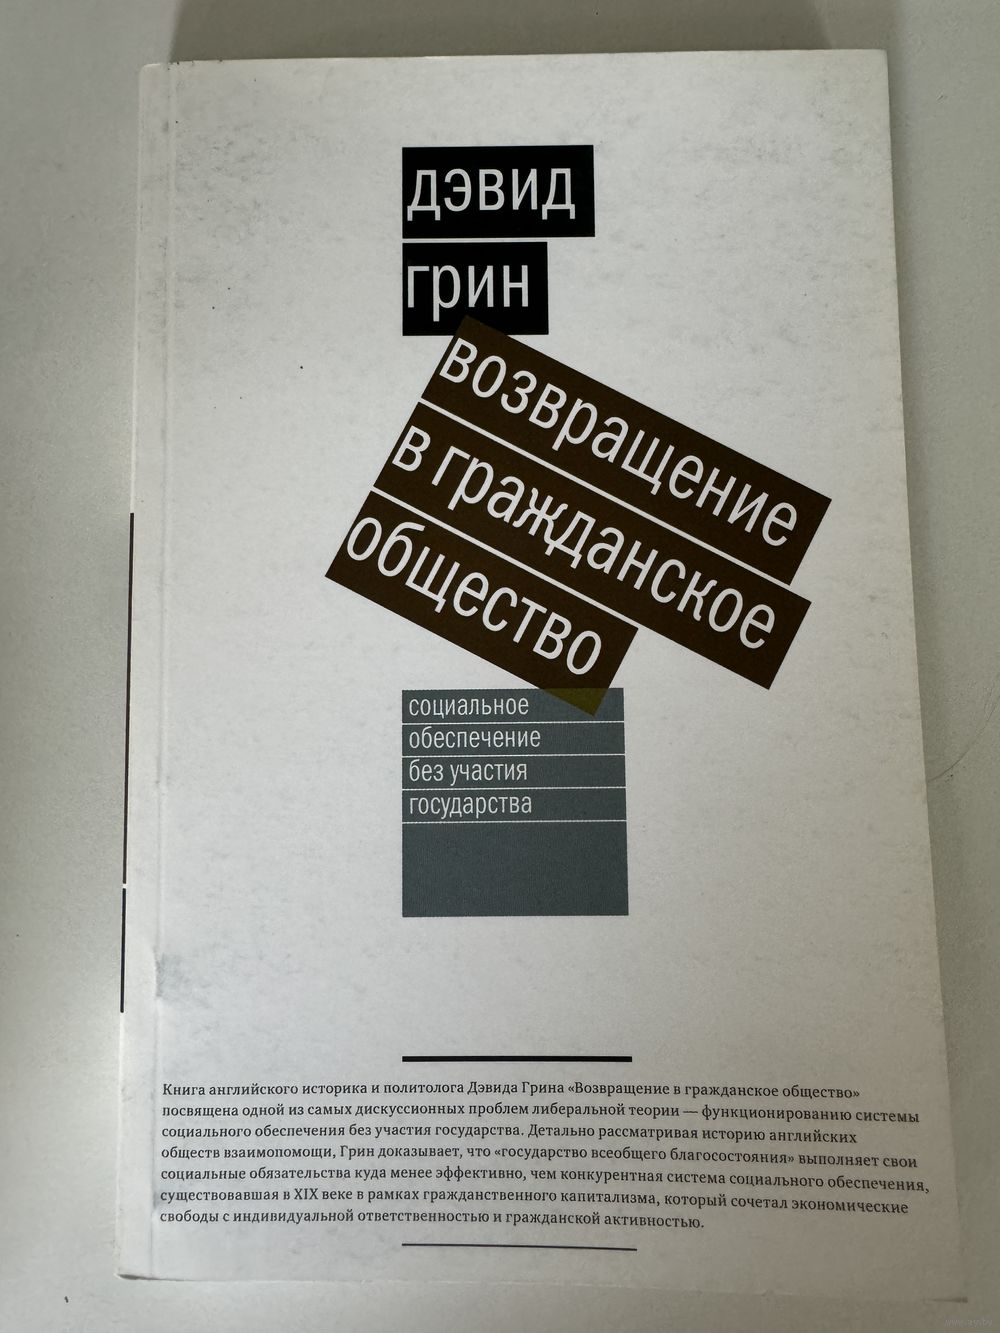 дэвид
грин
возвращение
в гражданское
общество
социальное
обеспечение
без участия
государства
Книга английского историка и политолога Дэвида Грина «Возвращение в гражданское общество»
посвящена одной из самых дискуссионных проблем либеральной теории — функционированию системы
социального обеспечения без участия государства. Детально рассматривая историю английских
обществ взаимопомощи, Грин доказывает, что «государство всеобщего благосостояния» выполняет свои
социальные обязательства куда менее эффективно, чем конкурентная система социального обеспечения,
существовавшая в XIX веке в рамках гражданственного капитализма, который сочетал экономические
свободы с индивидуальной ответственностью и гражданской активностью.
www.ay.by